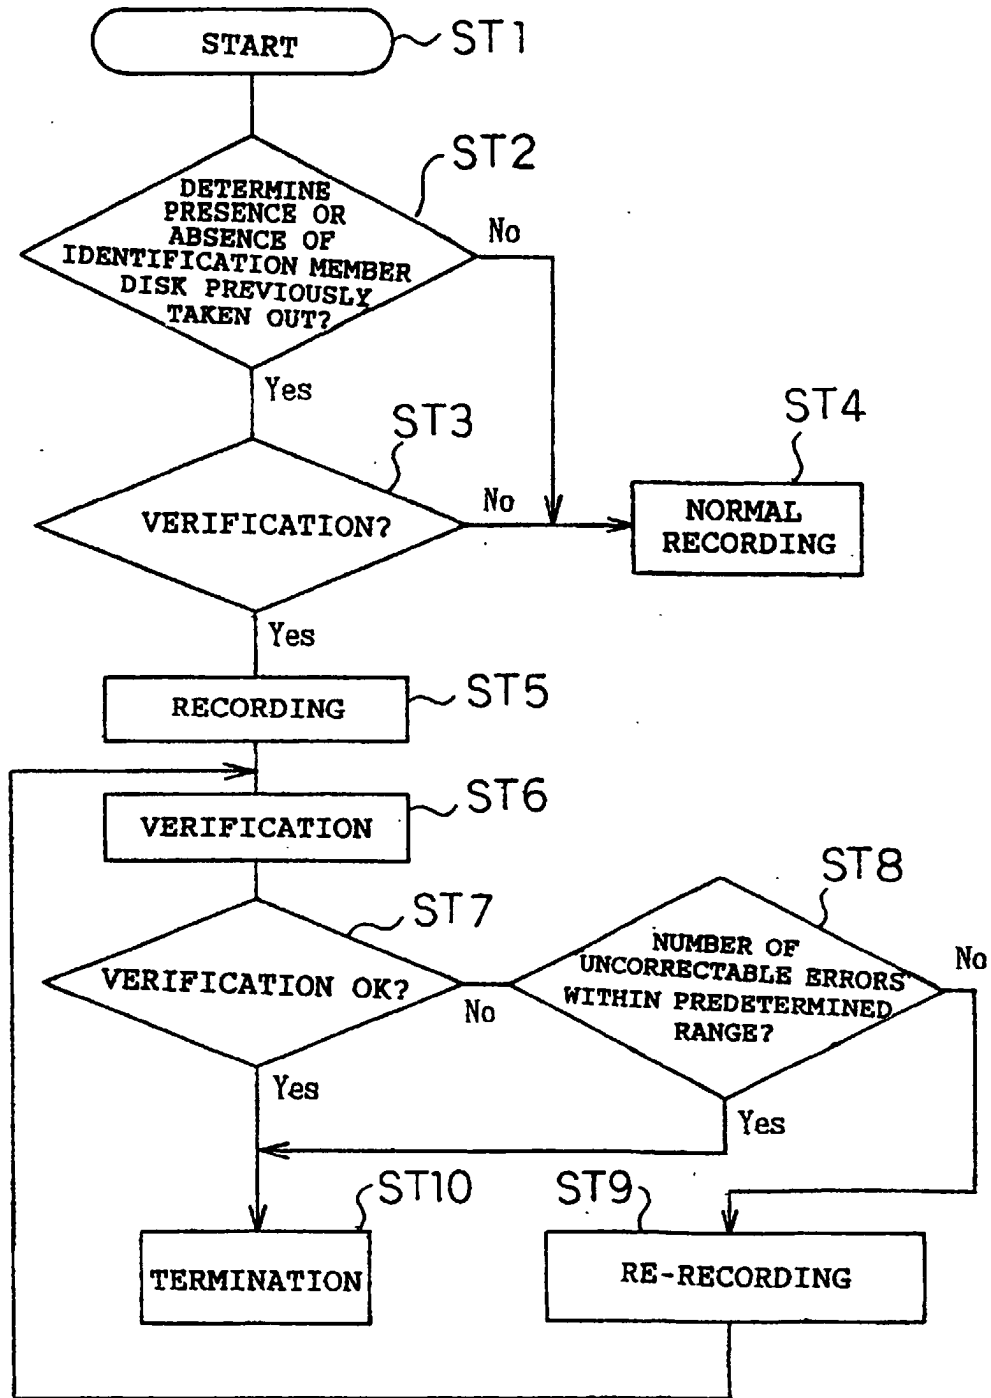 START
ST1
ST2
DETERMINE
PRESENCE OR
ABSENCE OF
IDENTIFICATION MEMBER
DISK PREVIOUSLY
TAKEN OUT?
No
Yes
ST3
VERIFICATION?
No
ST4
NORMAL
RECORDING
Yes
RECORDING
ST5
VERIFICATION
ST6
ST7
VERIFICATION OK?
No
ST8
NUMBER OF
UNCORRECTABLE ERRORS
WITHIN PREDETERMINED
RANGE?
No
Yes
Yes
ST10
TERMINATION
ST9
RE-RECORDING